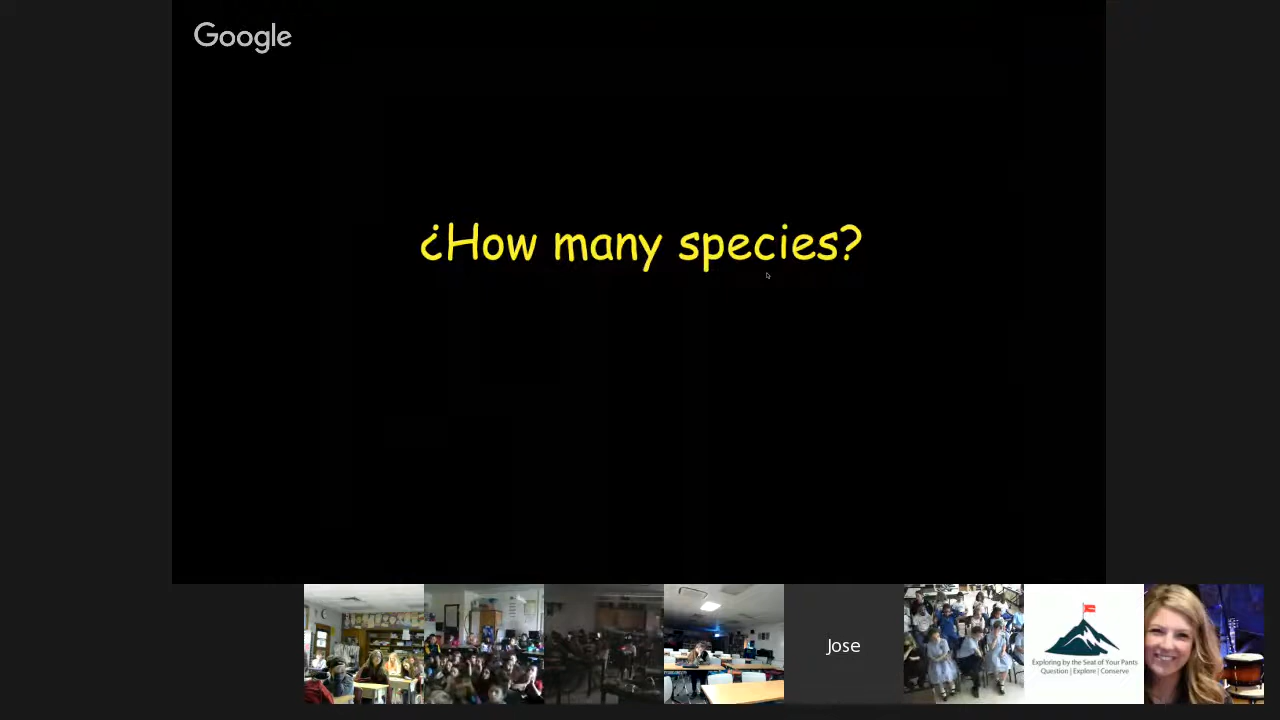 Google
¿How many species?
Jose
Exploring by the Seat of Your Pants
Question | Explore | Conserve